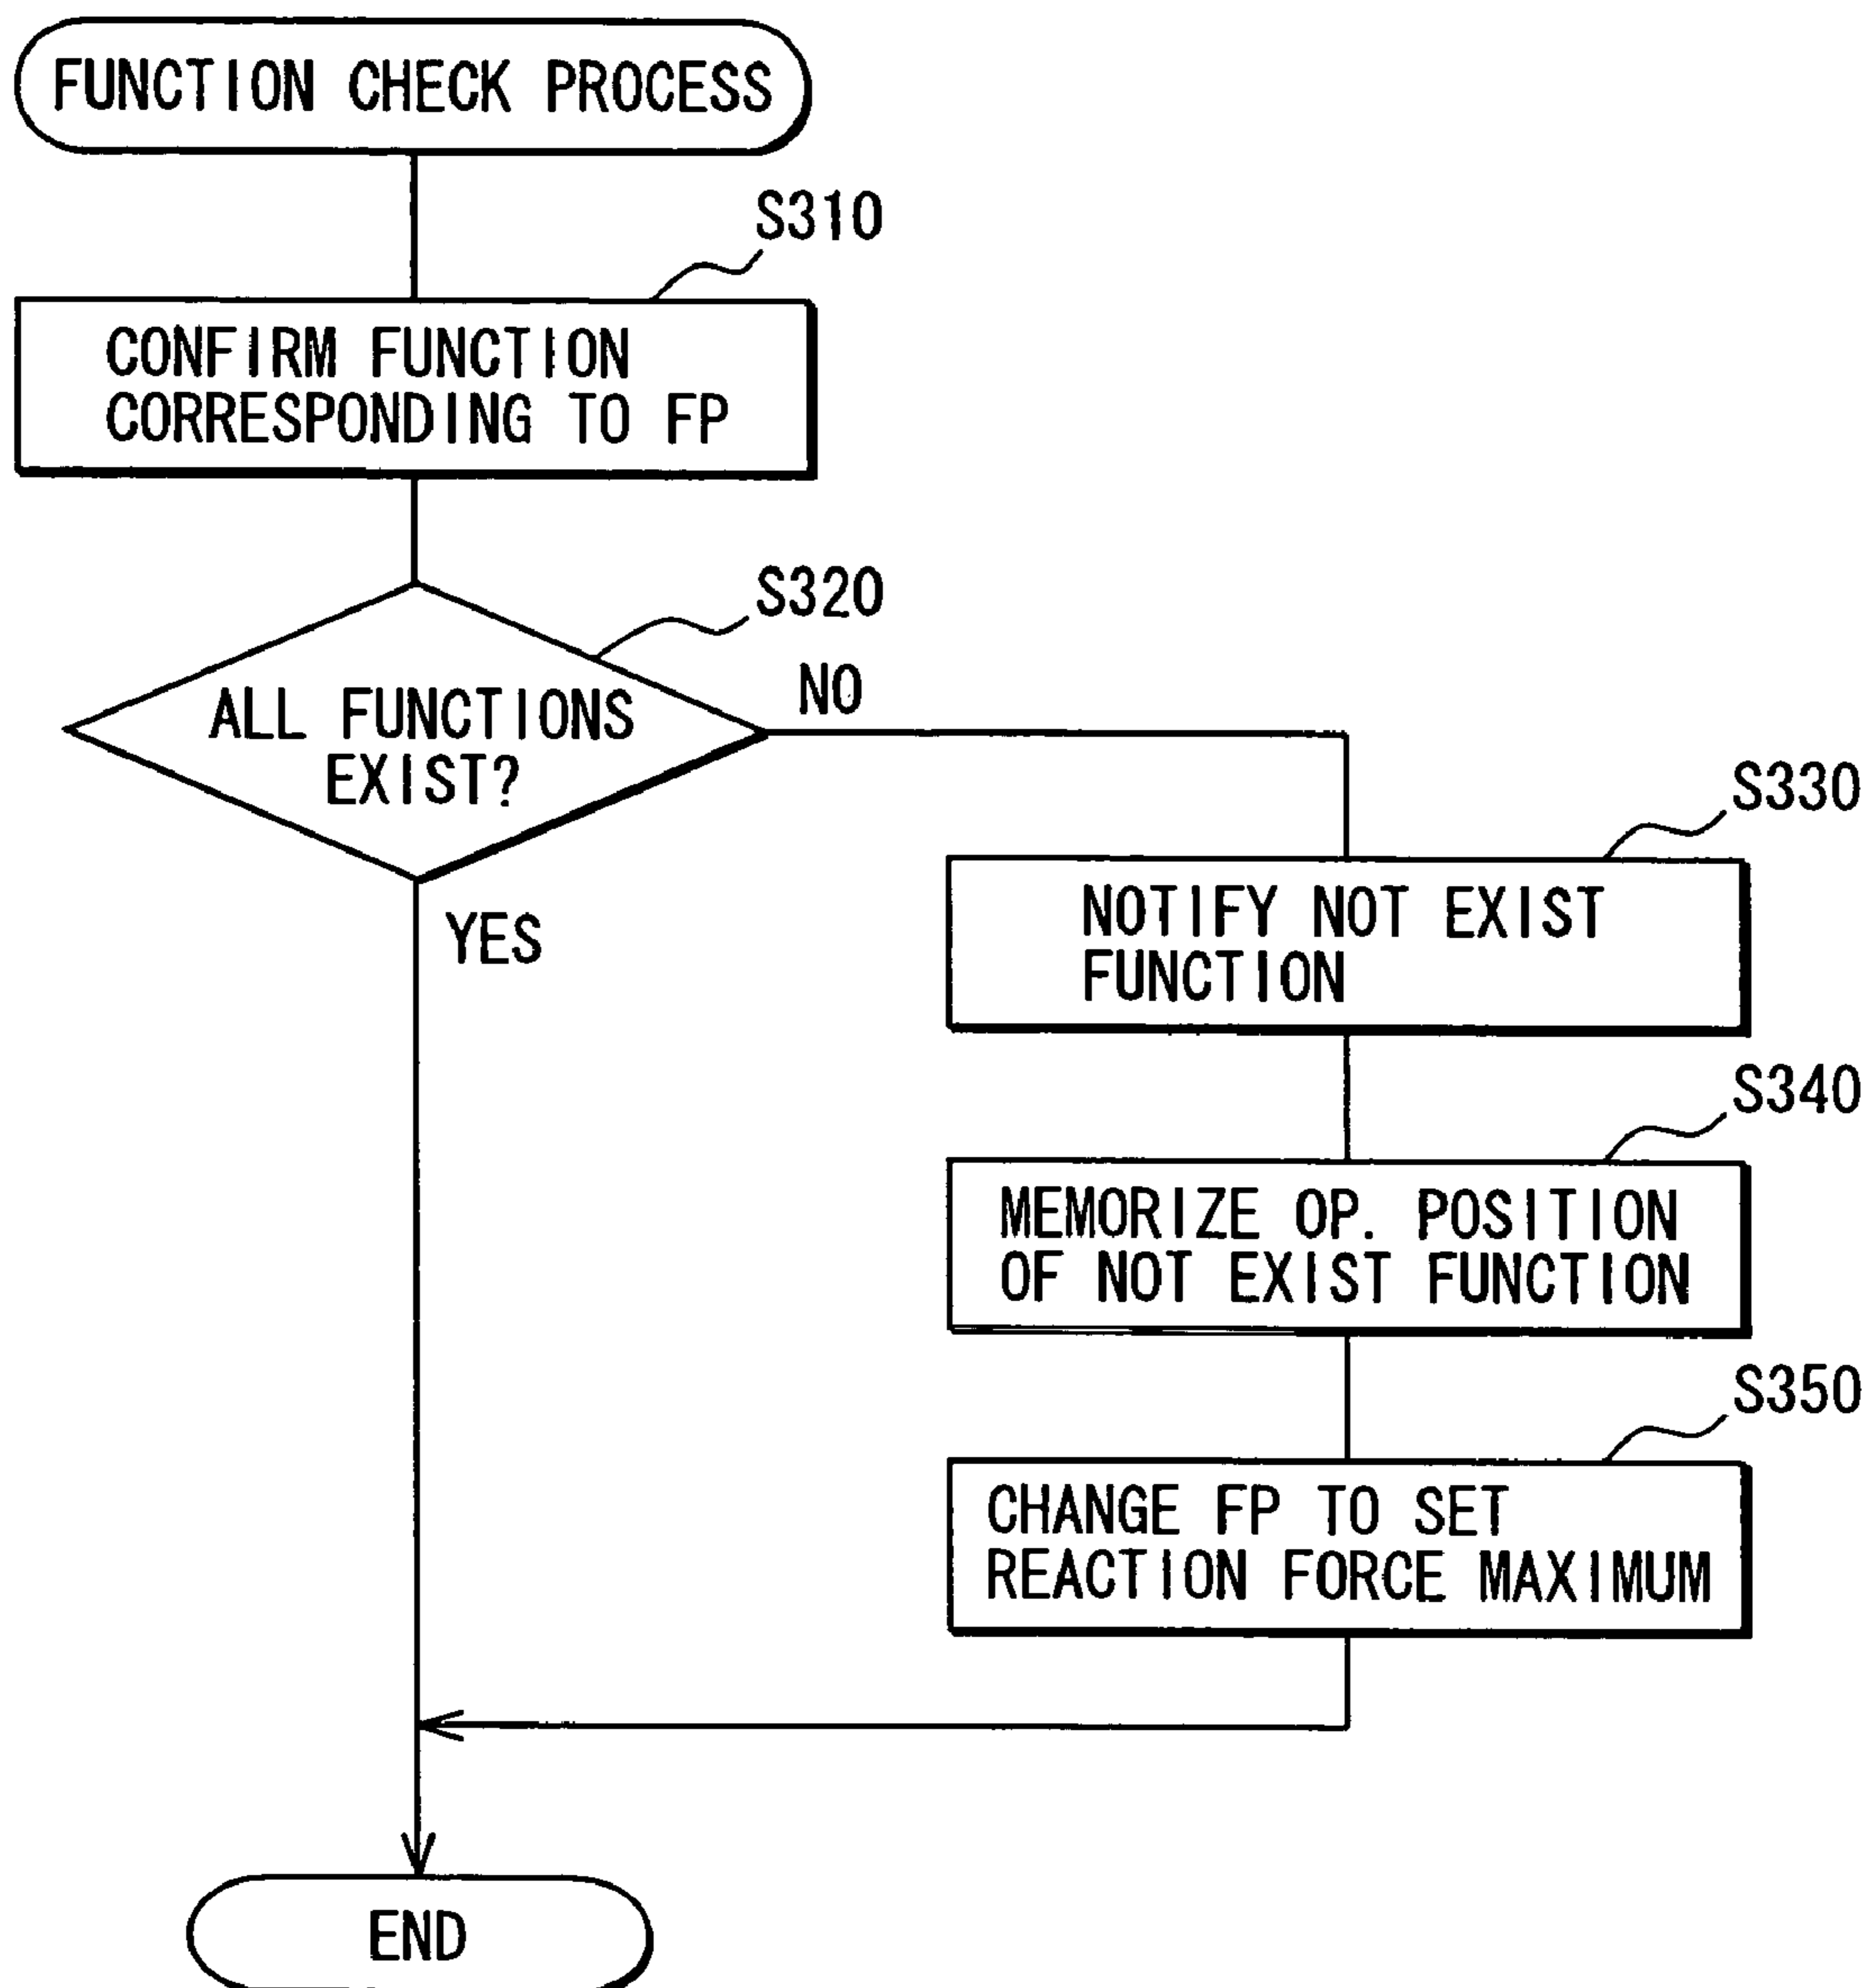 FUNCTION CHECK PROCESS
S310
CONFIRM FUNCTION
CORRESPONDING TO FP
S320
ALL FUNCTIONS
EXIST?
NO
YES
S330
NOTIFY NOT EXIST
FUNCTION
S340
MEMORIZE OP. POSITION
OF NOT EXIST FUNCTION
S350
CHANGE FP TO SET
REACTION FORCE MAXIMUM
END